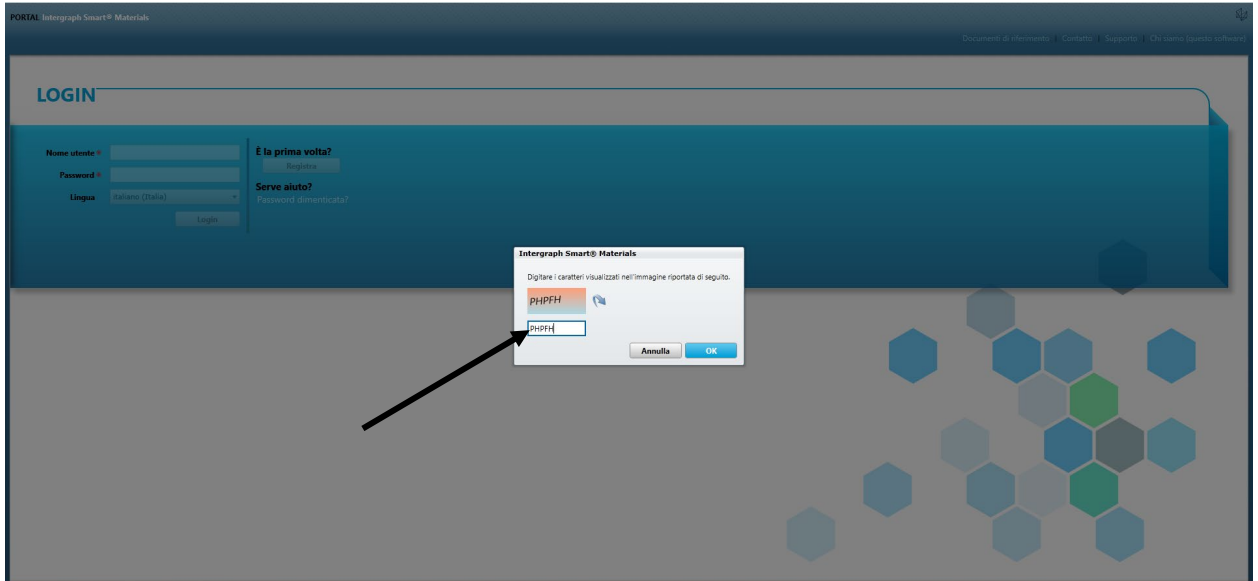 PORTAL Intergraph Smart® Materials
Documenti di riferimento | Contatto | Supporto | Chi siamo (questo software)
LOGIN
Nome utente *
Password *
Lingua Italiano (Italia)
Login
È la prima volta?
Registra
Serve aiuto?
Password dimenticata?
Intergraph Smart® Materials
Digitare i caratteri visualizzati nell'immagine riportata di seguito.
PHPFH
PHPFH
Annulla OK